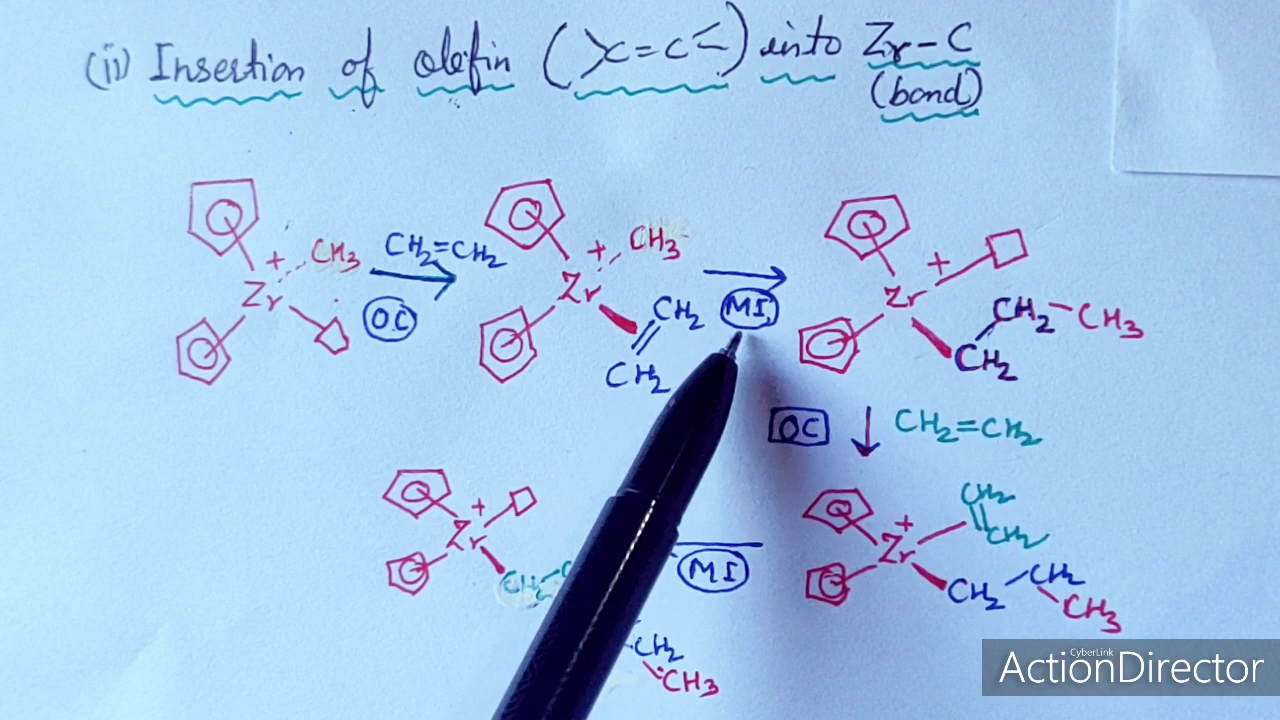 (ii) Insertion of olefin (>C=C<) into Zr-C
(bond)
CH3 CH2=CH2 CH3
+ + +
Zr OC Zr MI Zr
CH2 CH2-CH3
CH2 CH2
OC CH2=CH2
CH2
+ + CH2
Zr Zr
CH2 MI CH2 CH2
CH3
CH2
CH3
CyberLink
ActionDirector